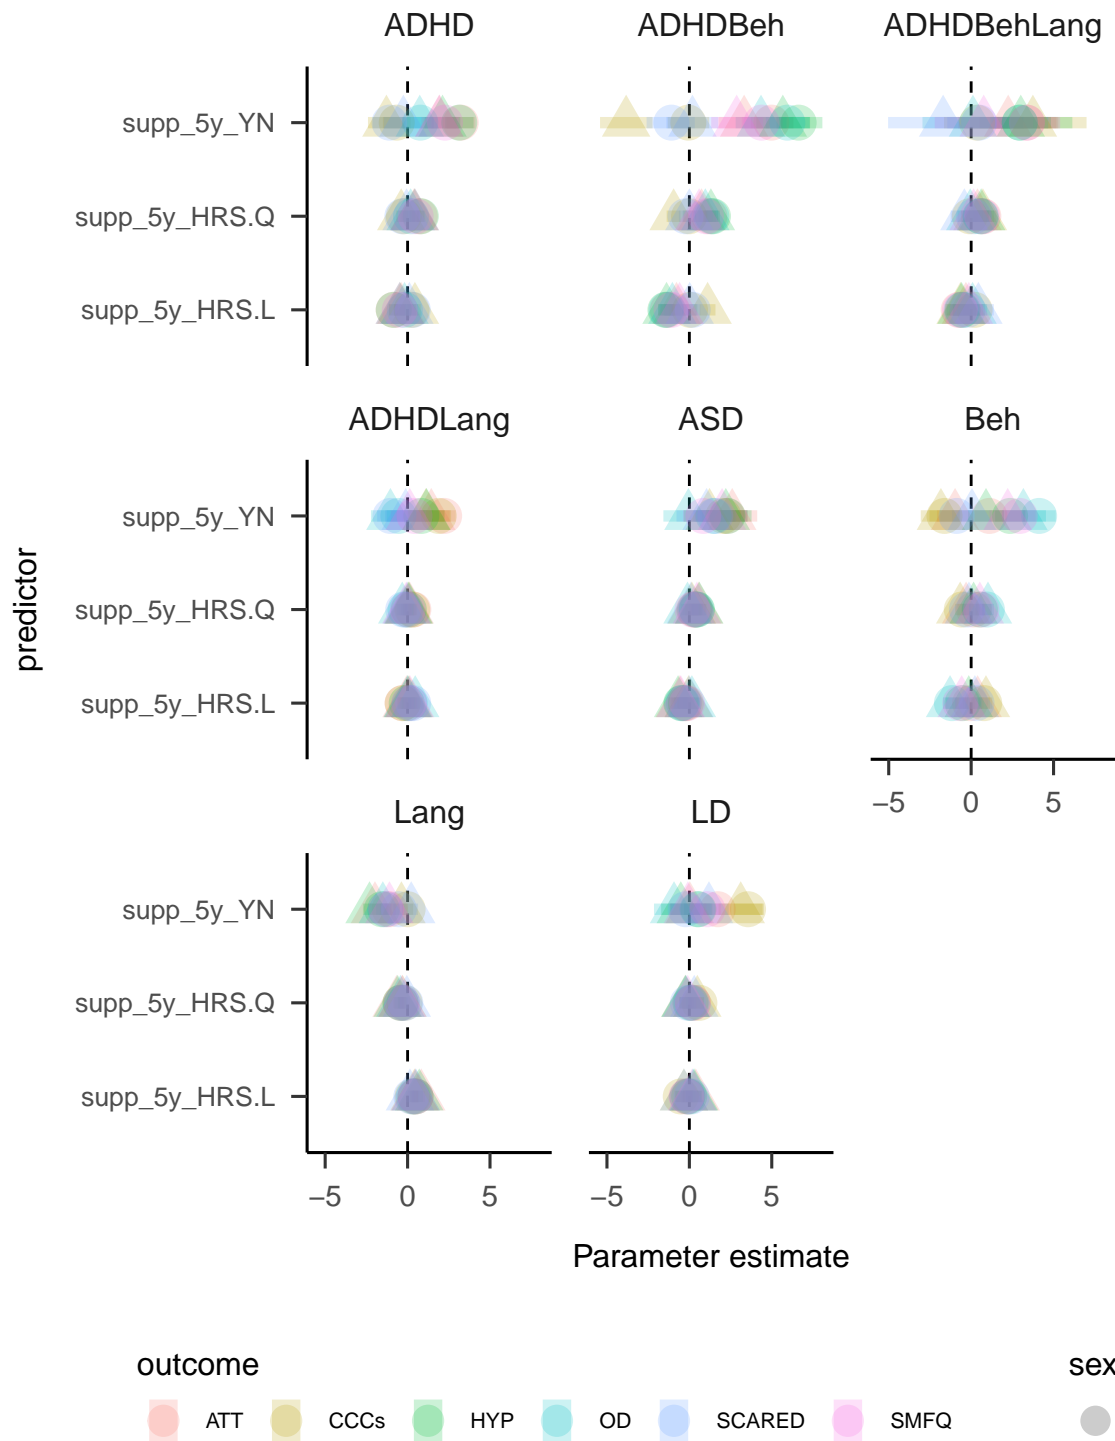 ADHD ADHDBeh ADHDBehLang
supp_5y_YN
supp_5y_HRS.Q
supp_5y_HRS.L
ADHDLang ASD Beh
supp_5y_YN
supp_5y_HRS.Q
supp_5y_HRS.L
−5 0 5
predictor
Lang LD
supp_5y_YN
supp_5y_HRS.Q
supp_5y_HRS.L
−5 0 5 −5 0 5
Parameter estimate
outcome sex
ATT CCCs HYP OD SCARED SMFQ